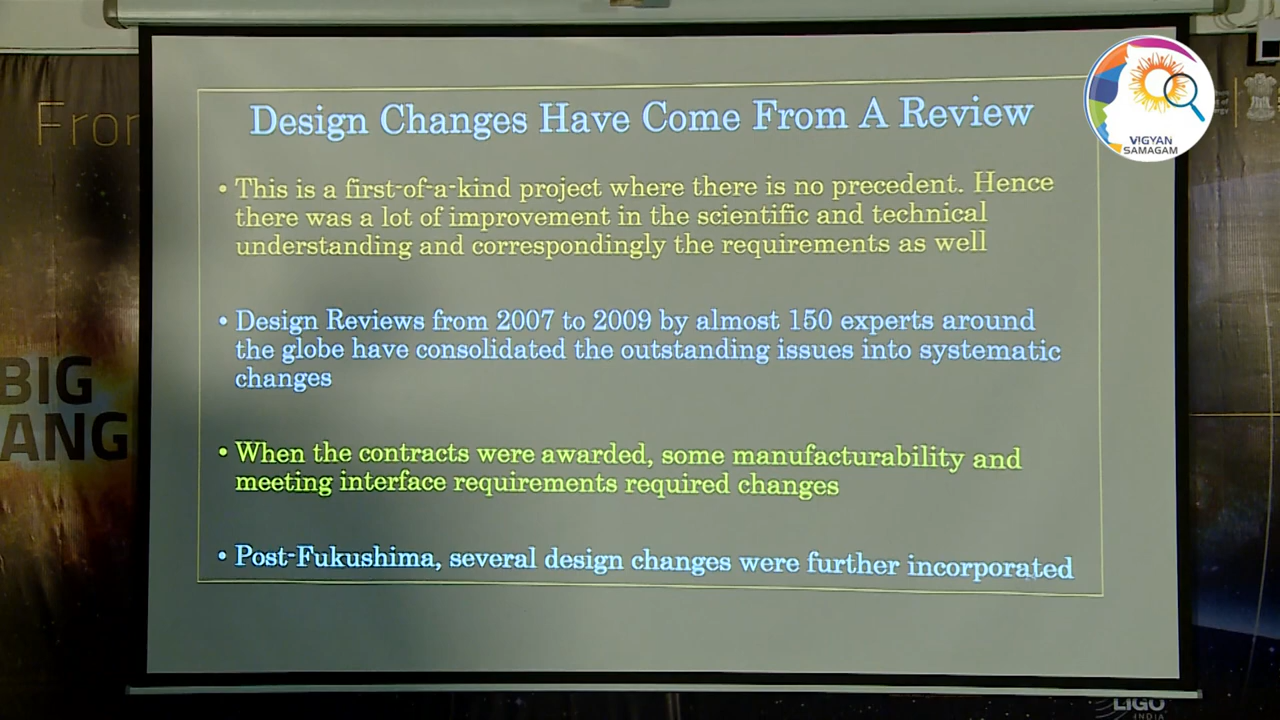 Design Changes Have Come From A Review
• This is a first-of-a-kind project where there is no precedent. Hence
there was a lot of improvement in the scientific and technical
understanding and correspondingly the requirements as well
• Design Reviews from 2007 to 2009 by almost 150 experts around
the globe have consolidated the outstanding issues into systematic
changes
• When the contracts were awarded, some manufacturability and
meeting interface requirements required changes
• Post-Fukushima, several design changes were further incorporated
VIGYAN
SAMAGAM
From
BIG
BANG
LIGO
INDIA